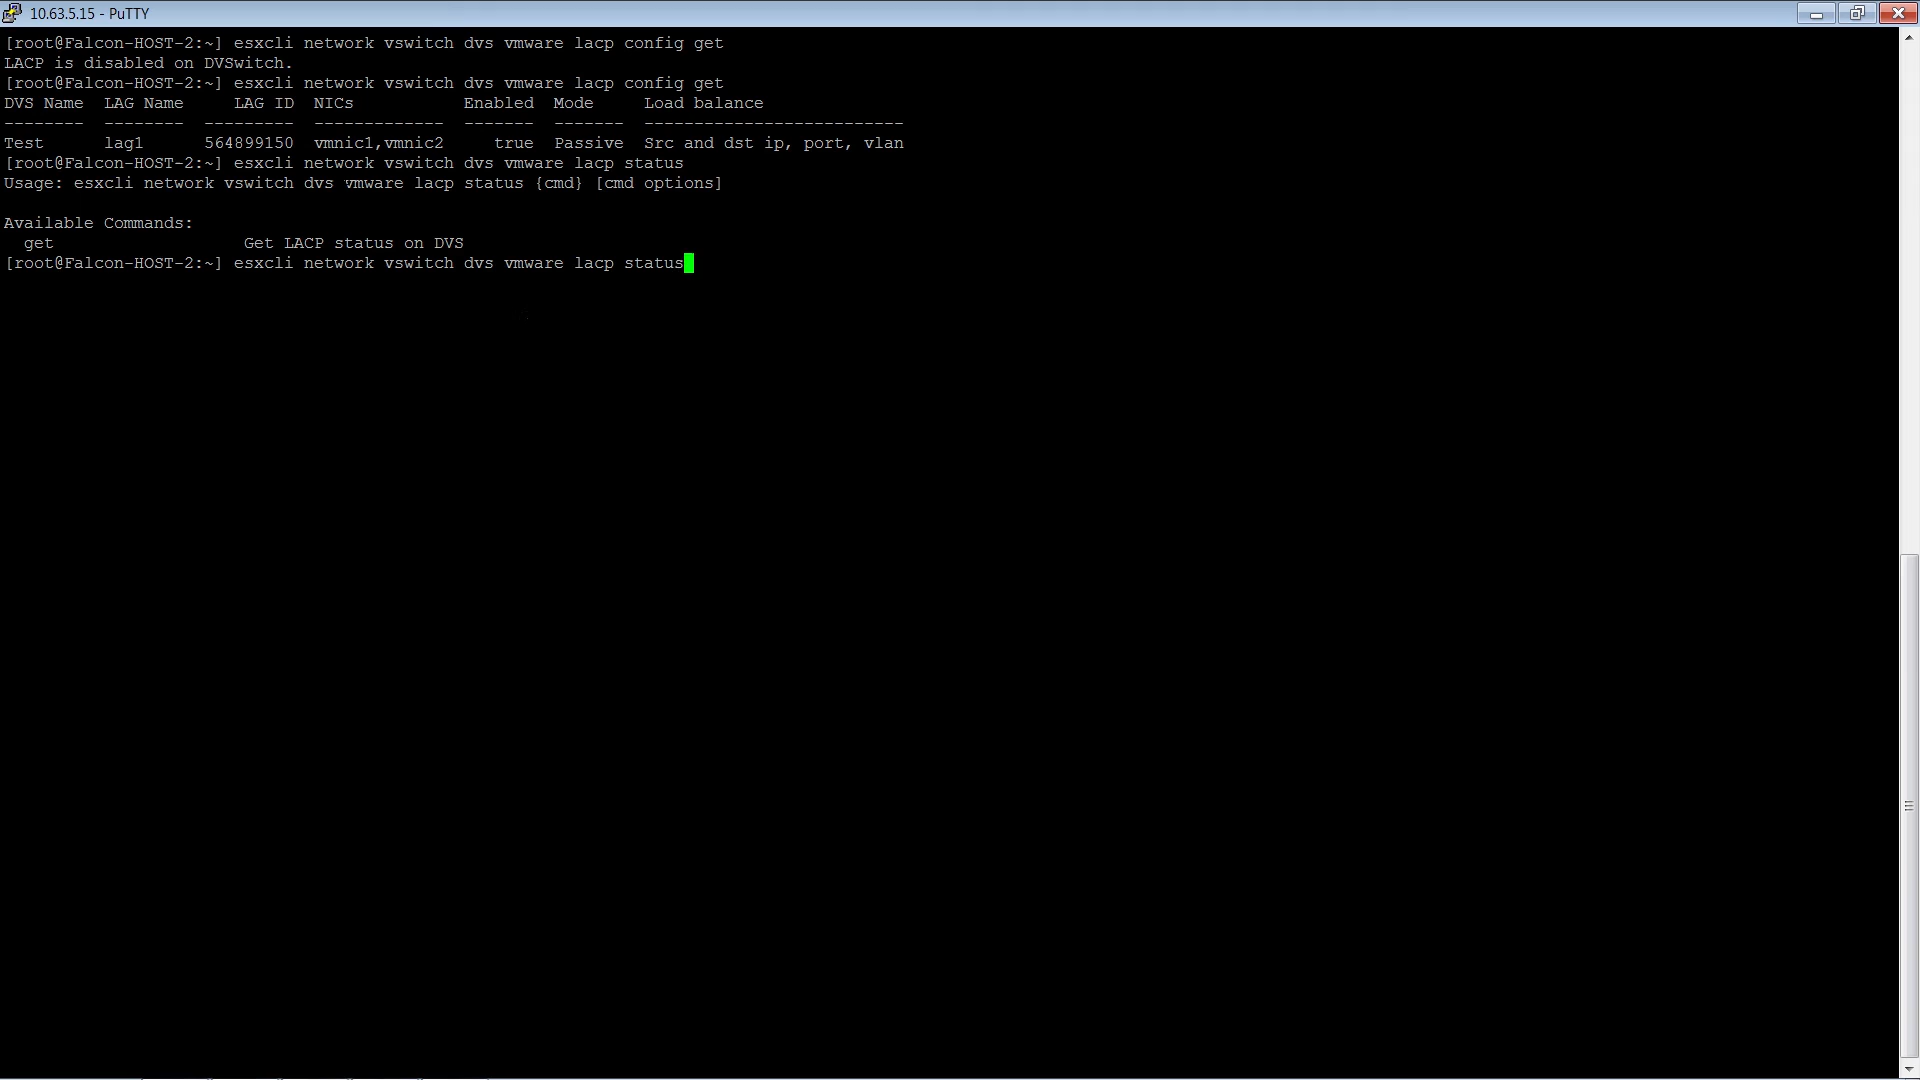 10.63.5.15 - PuTTY
[root@Falcon-HOST-2:~] esxcli network vswitch dvs vmware lacp config get
LACP is disabled on DVSwitch.
[root@Falcon-HOST-2:~] esxcli network vswitch dvs vmware lacp config get
DVS Name  LAG Name     LAG ID  NICs           Enabled  Mode     Load balance
--------  --------  ---------  -------------  -------  -------  --------------------------
Test      lag1      564899150  vmnic1,vmnic2     true  Passive  Src and dst ip, port, vlan
[root@Falcon-HOST-2:~] esxcli network vswitch dvs vmware lacp status
Usage: esxcli network vswitch dvs vmware lacp status {cmd} [cmd options]
Available Commands:
  get                   Get LACP status on DVS
[root@Falcon-HOST-2:~] esxcli network vswitch dvs vmware lacp status